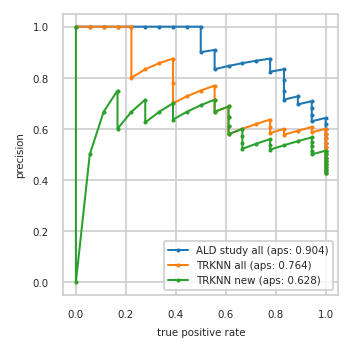 1.0
0.8
0.6
0.4
0.2
0.0
precision
0.0 0.2 0.4 0.6 0.8 1.0
true positive rate
ALD study all (aps: 0.904)
TRKNN all (aps: 0.764)
TRKNN new (aps: 0.628)